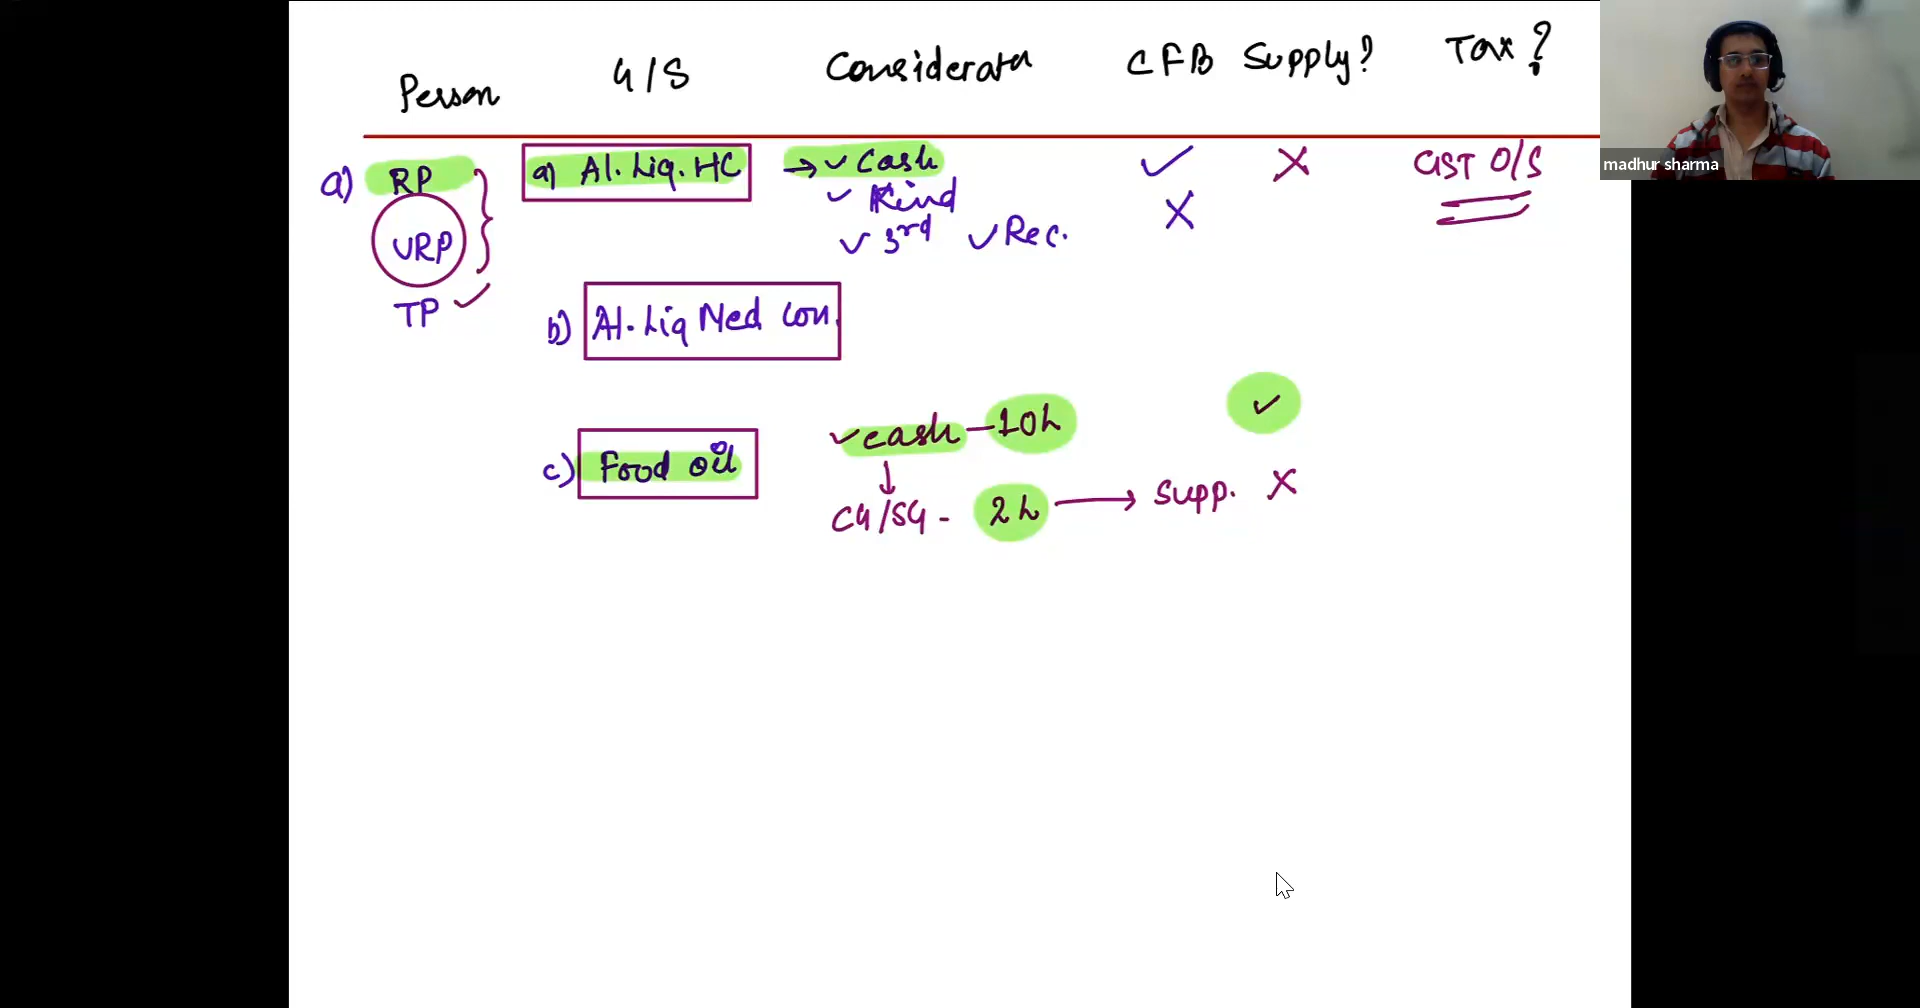 Person G/S Consideratn CFB Supply? Tax?
madhur sharma
a) RP a) Al. Liq. HC → ✓ Cash ✓ X GST O/S
✓ Kind X
URP ✓ 3rd ✓ Rec.
TP ✓
b) Al. Liq Med Con.
✓ cash – 10L ✓
c) Food oil
CG/SG - 2L → Supp. X